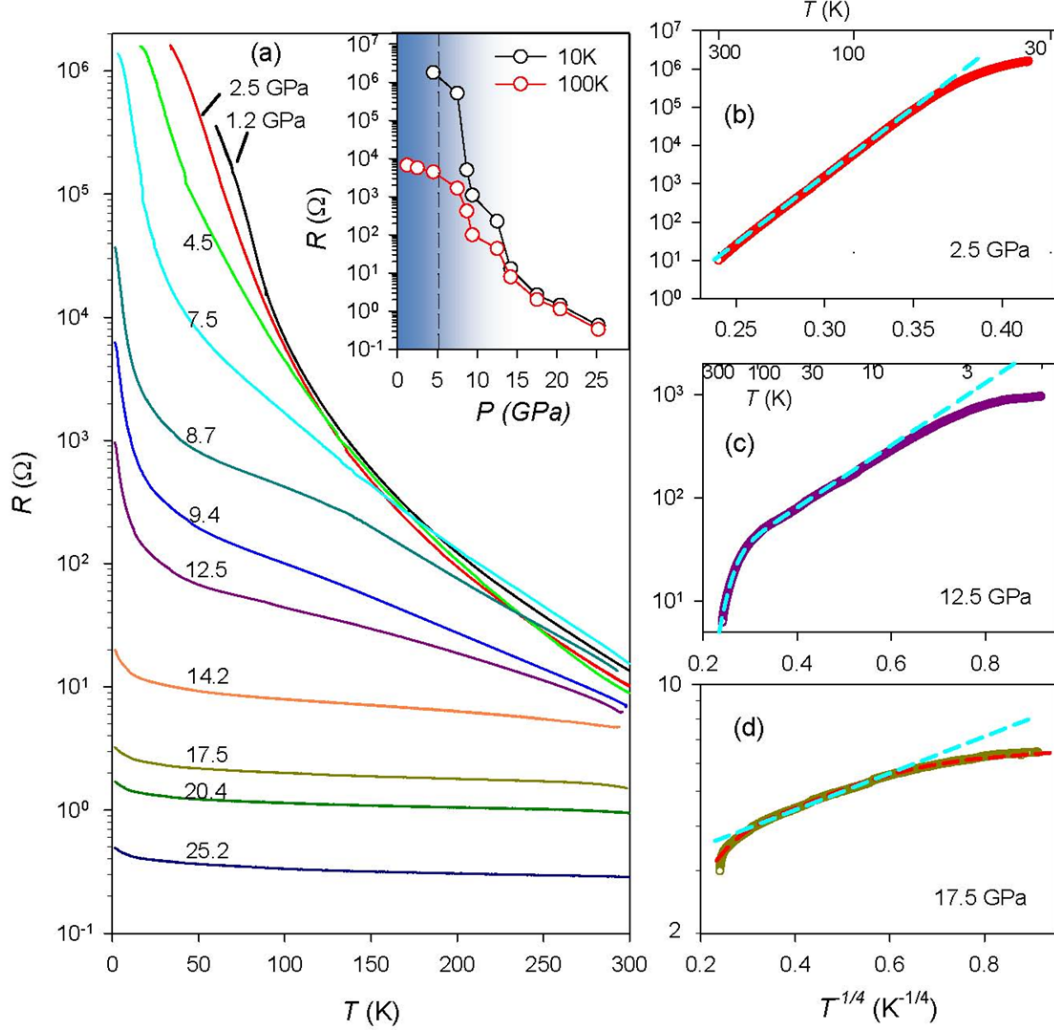 (a)
10⁶
10⁵
10⁴
10³
10²
10¹
10⁰
10⁻¹
R (Ω)
2.5 GPa
1.2 GPa
4.5
7.5
8.7
9.4
12.5
14.2
17.5
20.4
25.2
0 50 100 150 200 250 300
T (K)
10⁷
10⁶
10⁵
10⁴
10³
10²
10¹
10⁰
10⁻¹
R (Ω)
10K
100K
0 5 10 15 20 25
P (GPa)
T (K)
300 100 30
10⁷
10⁶
10⁵
10⁴
10³
10²
10¹
10⁰
(b)
2.5 GPa
0.25 0.30 0.35 0.40
300 100 30 10 3
T (K)
10³
10²
10¹
(c)
12.5 GPa
0.2 0.4 0.6 0.8
10
2
(d)
17.5 GPa
0.2 0.4 0.6 0.8
T¹/⁴ (K⁻¹/⁴)